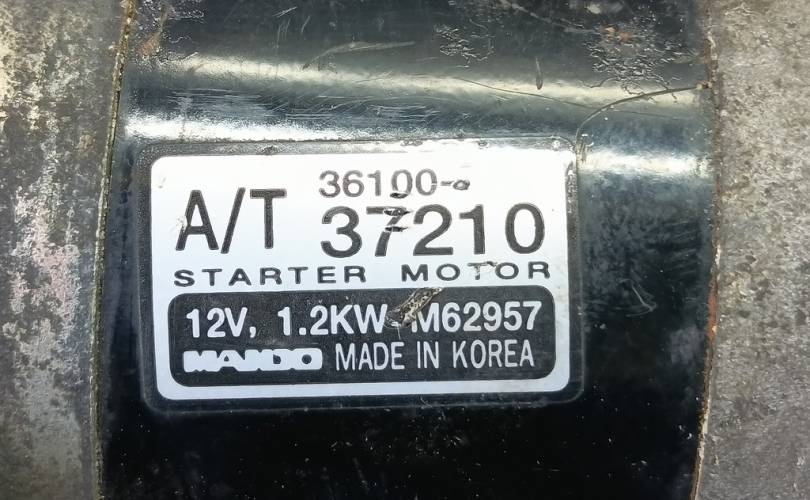 36100-
A/T 37210
STARTER MOTOR
12V, 1.2KW M62957
MANDO MADE IN KOREA